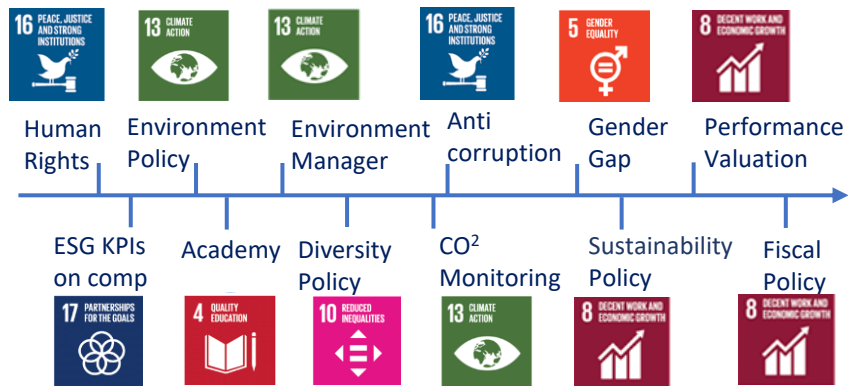 16 PEACE, JUSTICE
AND STRONG
INSTITUTIONS
13 CLIMATE
ACTION
13 CLIMATE
ACTION
16 PEACE, JUSTICE
AND STRONG
INSTITUTIONS
5 GENDER
EQUALITY
8 DECENT WORK AND
ECONOMIC GROWTH
Human
Rights
Environment
Policy
Environment
Manager
Anti
corruption
Gender
Gap
Performance
Valuation
ESG KPIs
on comp
Academy
Diversity
Policy
CO²
Monitoring
Sustainability
Policy
Fiscal
Policy
17 PARTNERSHIPS
FOR THE GOALS
4 QUALITY
EDUCATION
10 REDUCED
INEQUALITIES
13 CLIMATE
ACTION
8 DECENT WORK AND
ECONOMIC GROWTH
8 DECENT WORK AND
ECONOMIC GROWTH